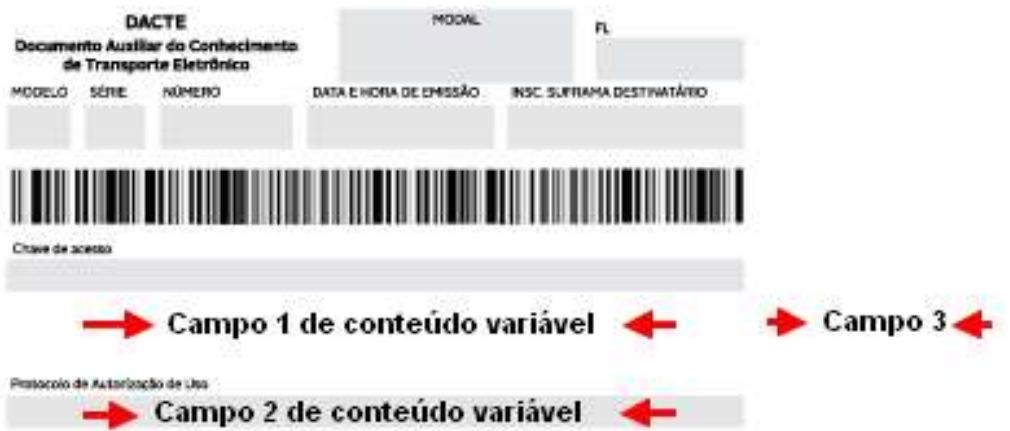 DACTE
Documento Auxiliar do Conhecimento
de Transporte Eletrônico
MODAL
FL
MODELO SÉRIE NÚMERO DATA E HORA DE EMISSÃO INSC. SUFRAMA DESTINATÁRIO
Chave de acesso
Campo 1 de conteúdo variável Campo 3
Protocolo de Autorização de Uso
Campo 2 de conteúdo variável